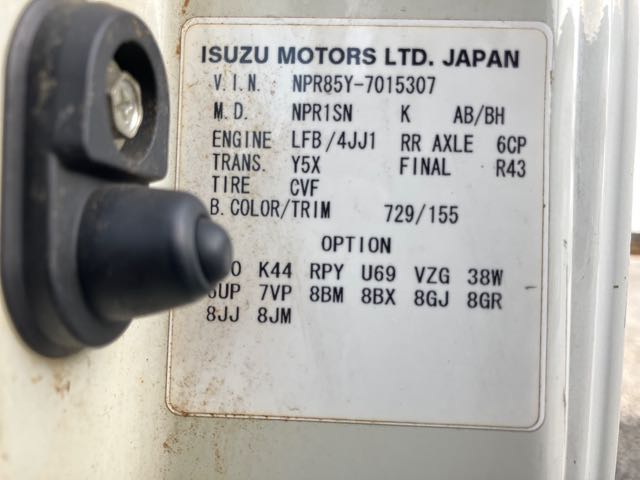 ISUZU MOTORS LTD. JAPAN
V.I.N. NPR85Y-7015307
M.D. NPR1SN K AB/BH
ENGINE LFB/4JJ1 RR AXLE 6CP
TRANS. Y5X FINAL R43
TIRE CVF
B.COLOR/TRIM 729/155
OPTION
K44 RPY U69 VZG 38W
7VP 8BM 8BX 8GJ 8GR
8JJ 8JM